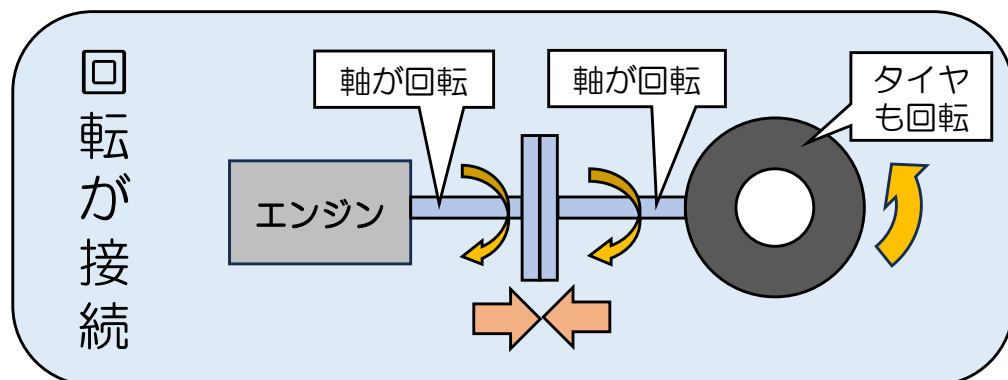 回転が接続
軸が回転
軸が回転
タイヤ
も回転
エンジン